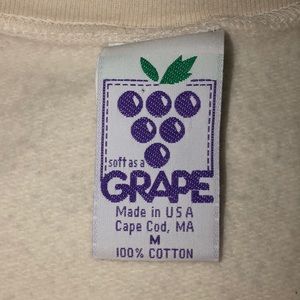 soft as a
GRAPE
Made in USA
Cape Cod, MA
M
100% COTTON